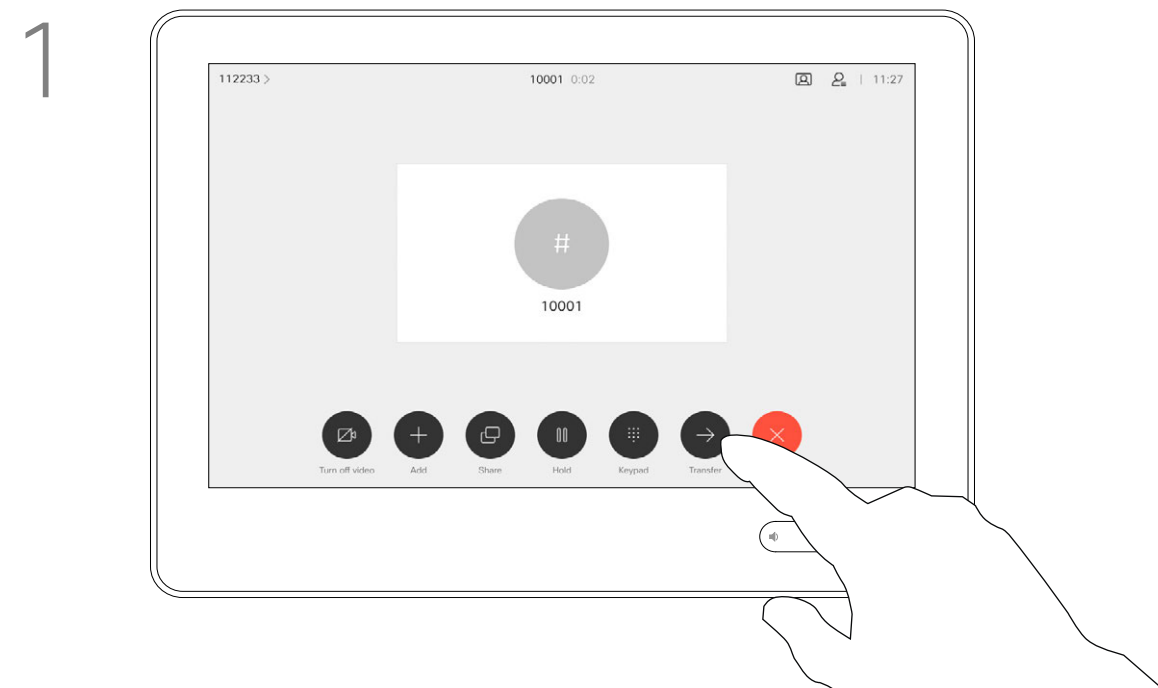 1
112233 >
10001 0:02
11:27
#
10001
Turn off video
Add
Share
Hold
Keypad
Transfer